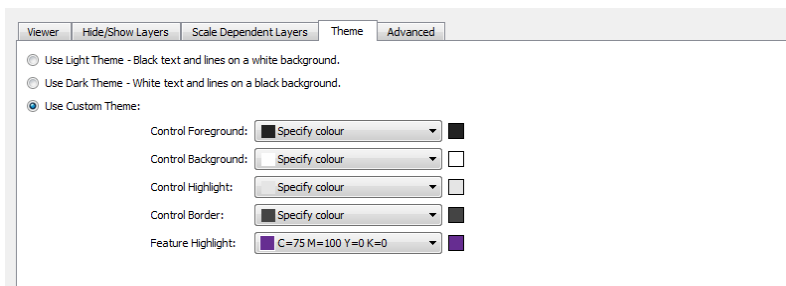 Viewer Hide/Show Layers Scale Dependent Layers Theme Advanced
Use Light Theme - Black text and lines on a white background.
Use Dark Theme - White text and lines on a black background.
Use Custom Theme:
Control Foreground: Specify colour
Control Background: Specify colour
Control Highlight: Specify colour
Control Border: Specify colour
Feature Highlight: C=75 M=100 Y=0 K=0